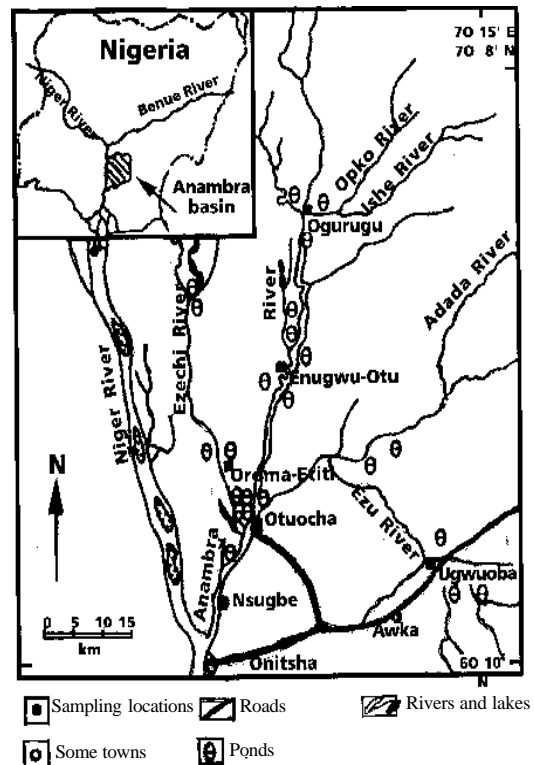 Nigeria
Niger River
Benue River
Anambra
basin
70 15' E
70 8' N
Opko River
Ishe River
Ogurugu
Adada River
River
Ezechi River
Enugwu-Otu
Niger River
N
Oroma-Etiti
Otuocha
Ezu River
Anambra
Ugwuoba
Nsugbe
Awka
0 5 10 15
km
Onitsha
60 10'
N
Sampling locations
Roads
Rivers and lakes
Some towns
Ponds